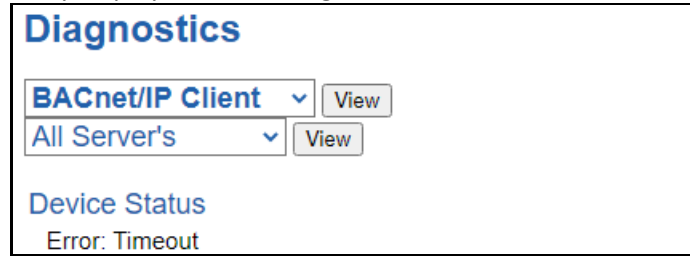 Diagnostics
BACnet/IP Client View
All Server's View
Device Status
Error: Timeout